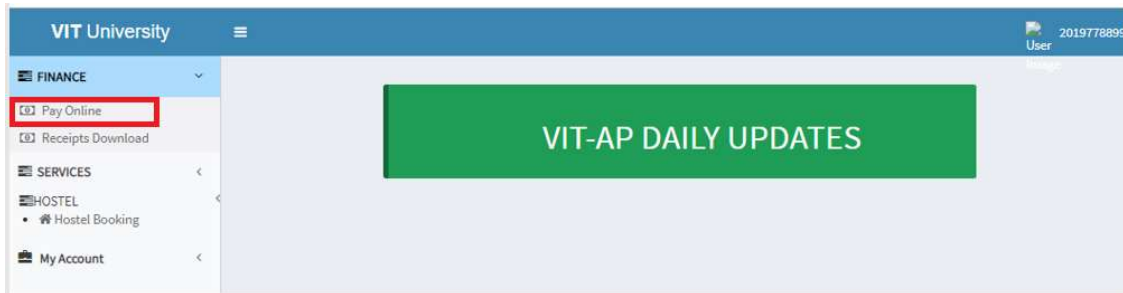 VIT University
2019778899
User
Image
FINANCE
Pay Online
Receipts Download
SERVICES
HOSTEL
Hostel Booking
My Account
VIT-AP DAILY UPDATES